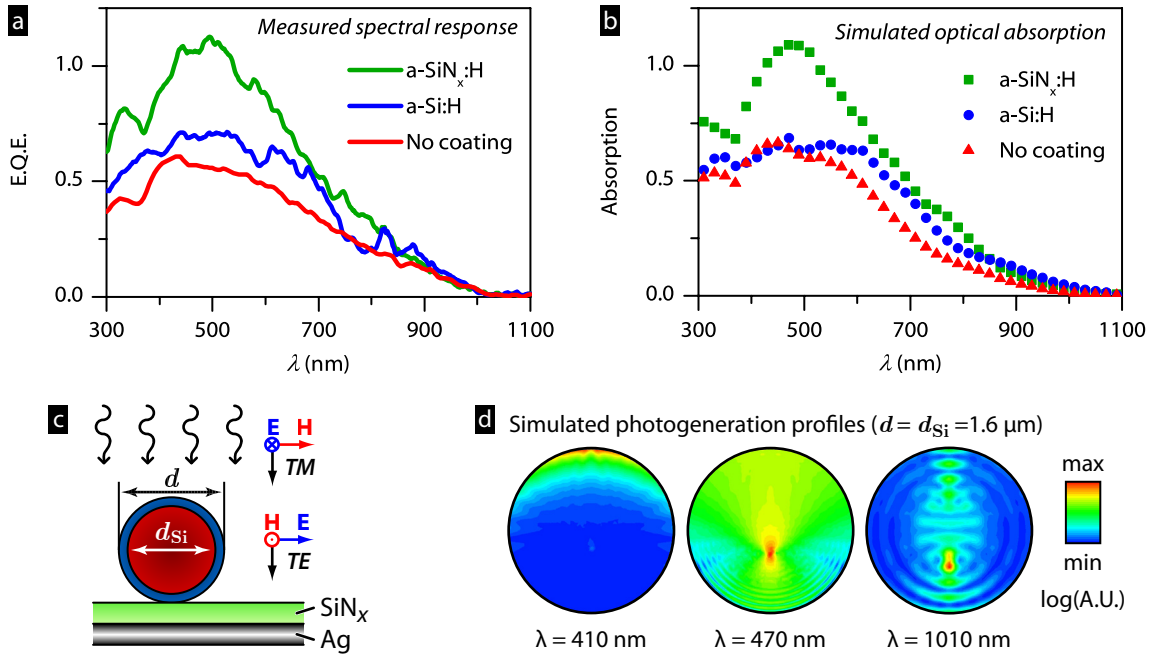 a
Measured spectral response
a-SiNx:H
a-Si:H
No coating
E.Q.E.
1.0
0.5
0.0
300 500 700 900 1100
λ (nm)
b
Simulated optical absorption
a-SiNx:H
a-Si:H
No coating
Absorption
1.0
0.5
0.0
300 500 700 900 1100
λ (nm)
c
E H
TM
d
dSi
H E
TE
SiNx
Ag
d Simulated photogeneration profiles (d = dSi =1.6 μm)
max
min
log(A.U.)
λ = 410 nm λ = 470 nm λ = 1010 nm